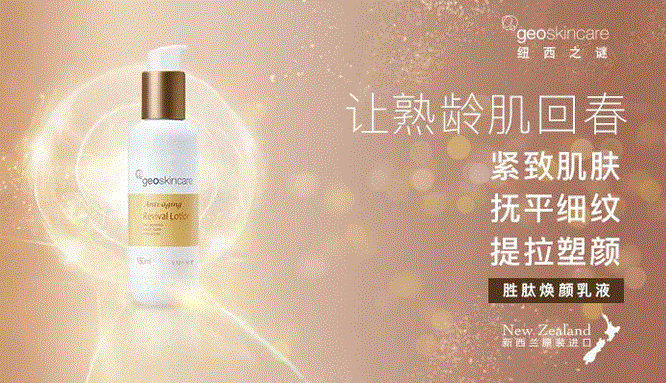 geoskincare
纽西之谜
让熟龄肌回春
紧致肌肤
抚平细纹
提拉塑颜
胜肽焕颜乳液
New Zealand
新西兰原装进口
geoskincare
Anti-aging
Revival Lotion